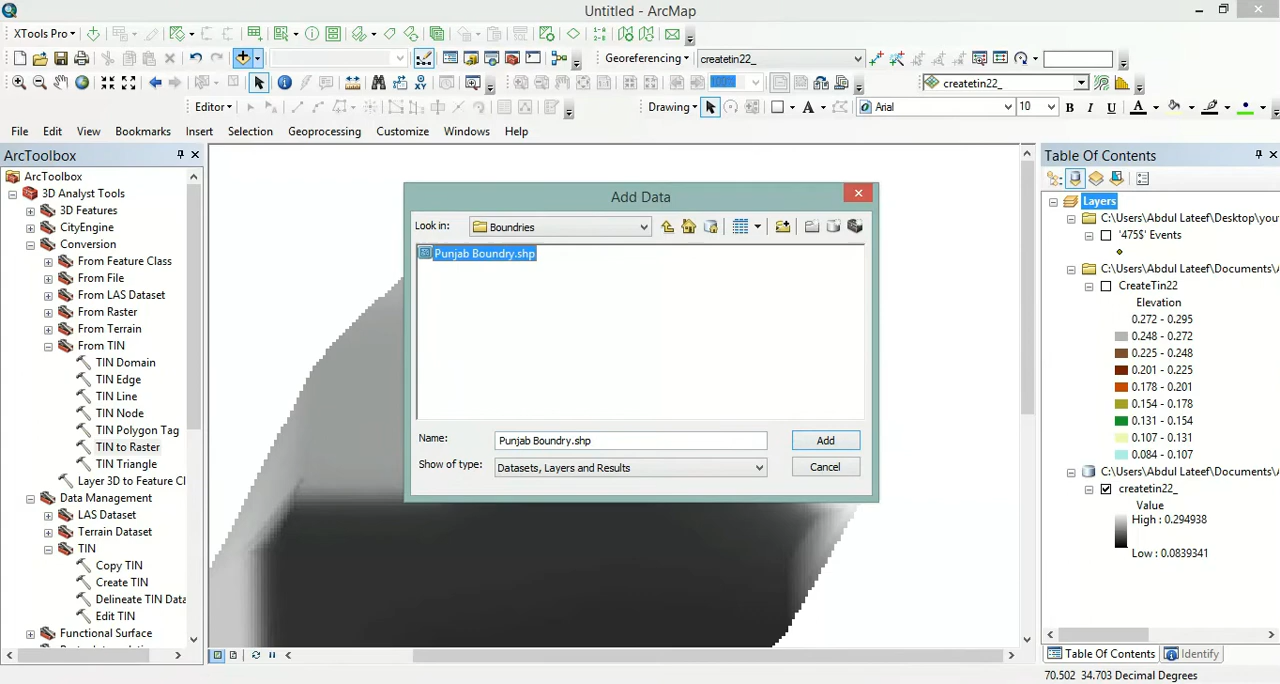 Untitled - ArcMap
XTools Pro
Georeferencing
createtin22_
100%
createtin22_
Editor
Drawing
Arial
10
B
I
U
A
File
Edit
View
Bookmarks
Insert
Selection
Geoprocessing
Customize
Windows
Help
ArcToolbox
ArcToolbox
3D Analyst Tools
3D Features
CityEngine
Conversion
From Feature Class
From File
From LAS Dataset
From Raster
From Terrain
From TIN
TIN Domain
TIN Edge
TIN Line
TIN Node
TIN Polygon Tag
TIN to Raster
TIN Triangle
Layer 3D to Feature Cl
Data Management
LAS Dataset
Terrain Dataset
TIN
Copy TIN
Create TIN
Delineate TIN Data
Edit TIN
Functional Surface
Add Data
Look in:
Boundries
Punjab Boundry.shp
Name:
Punjab Boundry.shp
Add
Show of type:
Datasets, Layers and Results
Cancel
Table Of Contents
Layers
C:\Users\Abdul Lateef\Desktop\you
'475$' Events
C:\Users\Abdul Lateef\Documents\A
CreateTin22
Elevation
0.272 - 0.295
0.248 - 0.272
0.225 - 0.248
0.201 - 0.225
0.178 - 0.201
0.154 - 0.178
0.131 - 0.154
0.107 - 0.131
0.084 - 0.107
C:\Users\Abdul Lateef\Documents\A
createtin22_
Value
High : 0.294938
Low : 0.0839341
Table Of Contents
Identify
70.502 34.703 Decimal Degrees